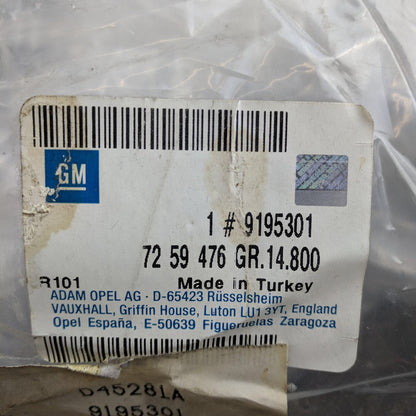 GM
1 # 9195301
72 59 476 GR.14.800
R101 Made in Turkey
ADAM OPEL AG · D-65423 Rüsselsheim
VAUXHALL, Griffin House, Luton LU1 3YT, England
Opel España, E-50639 Figueruelas Zaragoza
D45281A
9195301